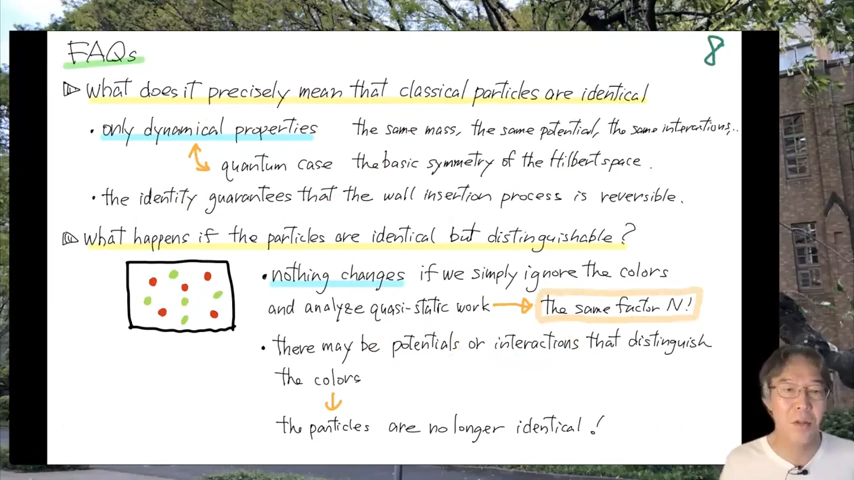 FAQs
8
What does it precisely mean that classical particles are identical
• only dynamical properties the same mass, the same potential, the same interactions...
quantum case the basic symmetry of the Hilbert space.
• the identity guarantees that the wall insertion process is reversible.
What happens if the particles are identical but distinguishable?
• nothing changes if we simply ignore the colors
and analyze quasi-static work → the same factor N!
• there may be potentials or interactions that distinguish
the colors
↓
the particles are no longer identical!